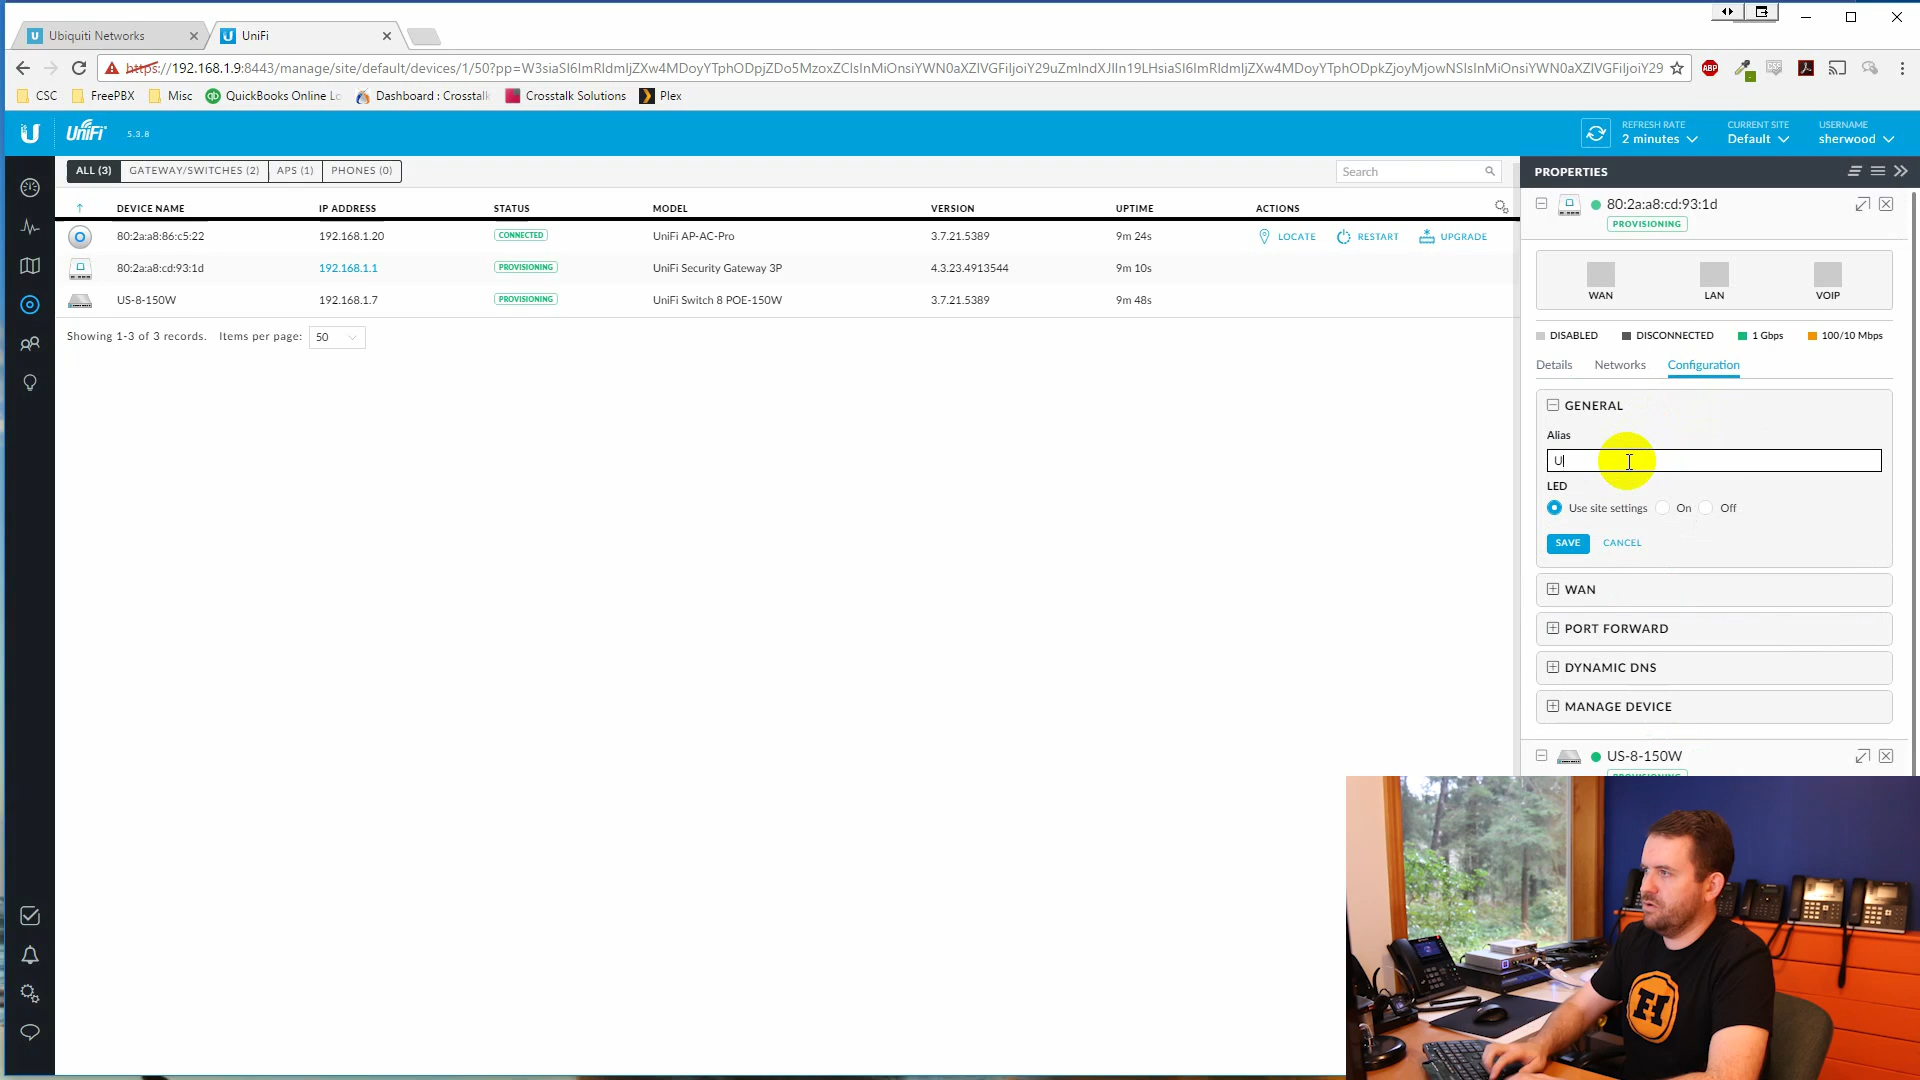 Ubiquiti Networks
UniFi
https://192.168.1.9:8443/manage/site/default/devices/1/50?pp=
CSC
FreePBX
Misc
QuickBooks Online Lo
Dashboard : Crosstalk
Crosstalk Solutions
Plex
UniFi
5.3.8
REFRESH RATE
2 minutes
CURRENT SITE
Default
USERNAME
sherwood
ALL (3)
GATEWAY/SWITCHES (2)
APS (1)
PHONES (0)
Search
DEVICE NAME IP ADDRESS STATUS MODEL VERSION UPTIME ACTIONS
80:2a:a8:86:c5:22 192.168.1.20 CONNECTED UniFi AP-AC-Pro 3.7.21.5389 9m 24s LOCATE RESTART UPGRADE
80:2a:a8:cd:93:1d 192.168.1.1 PROVISIONING UniFi Security Gateway 3P 4.3.23.4913544 9m 10s
US-8-150W 192.168.1.7 PROVISIONING UniFi Switch 8 POE-150W 3.7.21.5389 9m 48s
Showing 1-3 of 3 records. Items per page: 50
PROPERTIES
80:2a:a8:cd:93:1d
PROVISIONING
WAN LAN VOIP
DISABLED DISCONNECTED 1 Gbps 100/10 Mbps
Details Networks Configuration
GENERAL
Alias
U
LED
Use site settings On Off
SAVE CANCEL
WAN
PORT FORWARD
DYNAMIC DNS
MANAGE DEVICE
US-8-150W
ABP